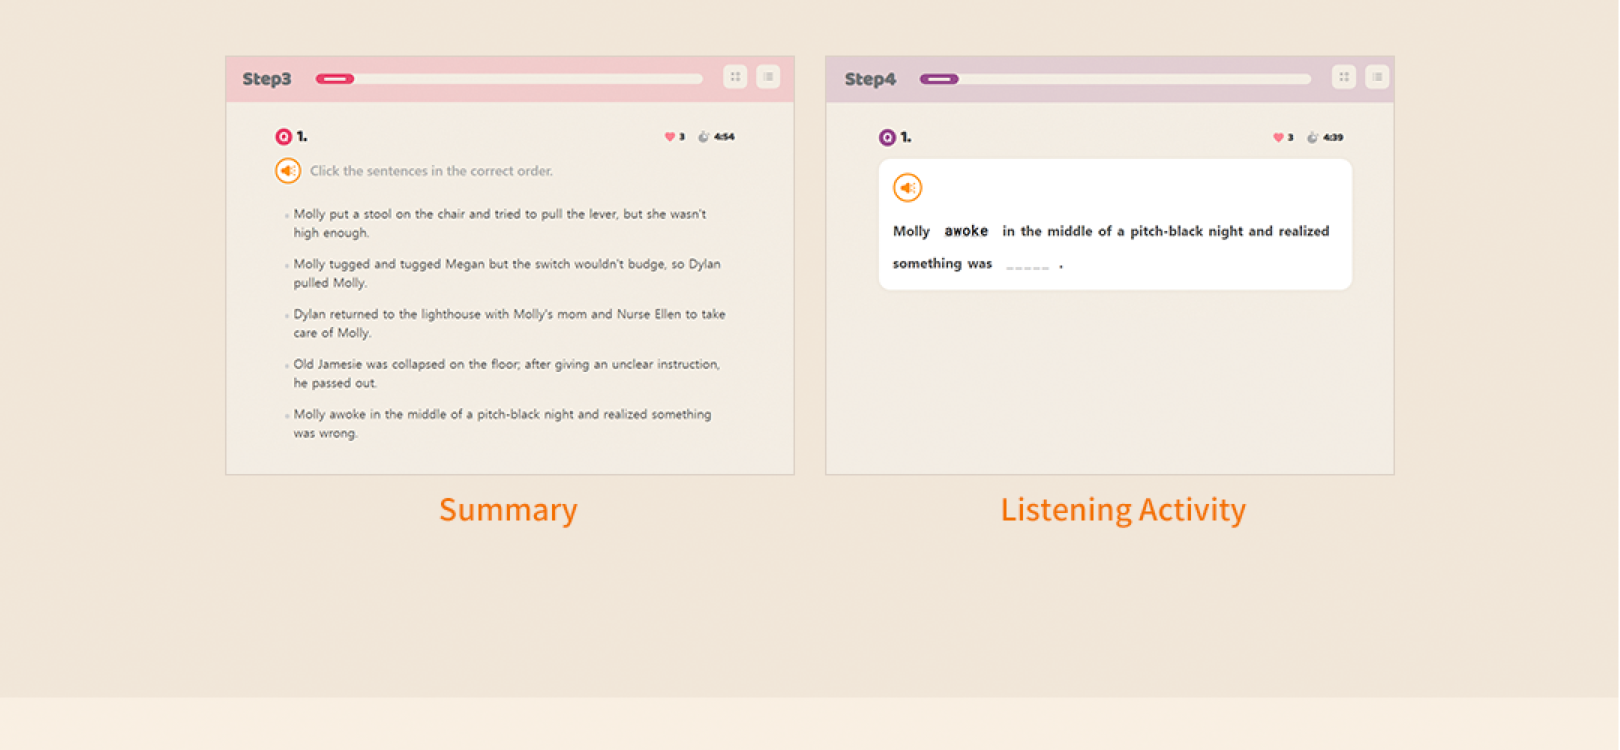 Step3
Q 1.
3 4:54
Click the sentences in the correct order.
Molly put a stool on the chair and tried to pull the lever, but she wasn't
high enough.
Molly tugged and tugged Megan but the switch wouldn't budge, so Dylan
pulled Molly.
Dylan returned to the lighthouse with Molly's mom and Nurse Ellen to take
care of Molly.
Old Jamesie was collapsed on the floor; after giving an unclear instruction,
he passed out.
Molly awoke in the middle of a pitch-black night and realized something
was wrong.
Summary
Step4
Q 1.
3 4:39
Molly awoke in the middle of a pitch-black night and realized
something was _____ .
Listening Activity